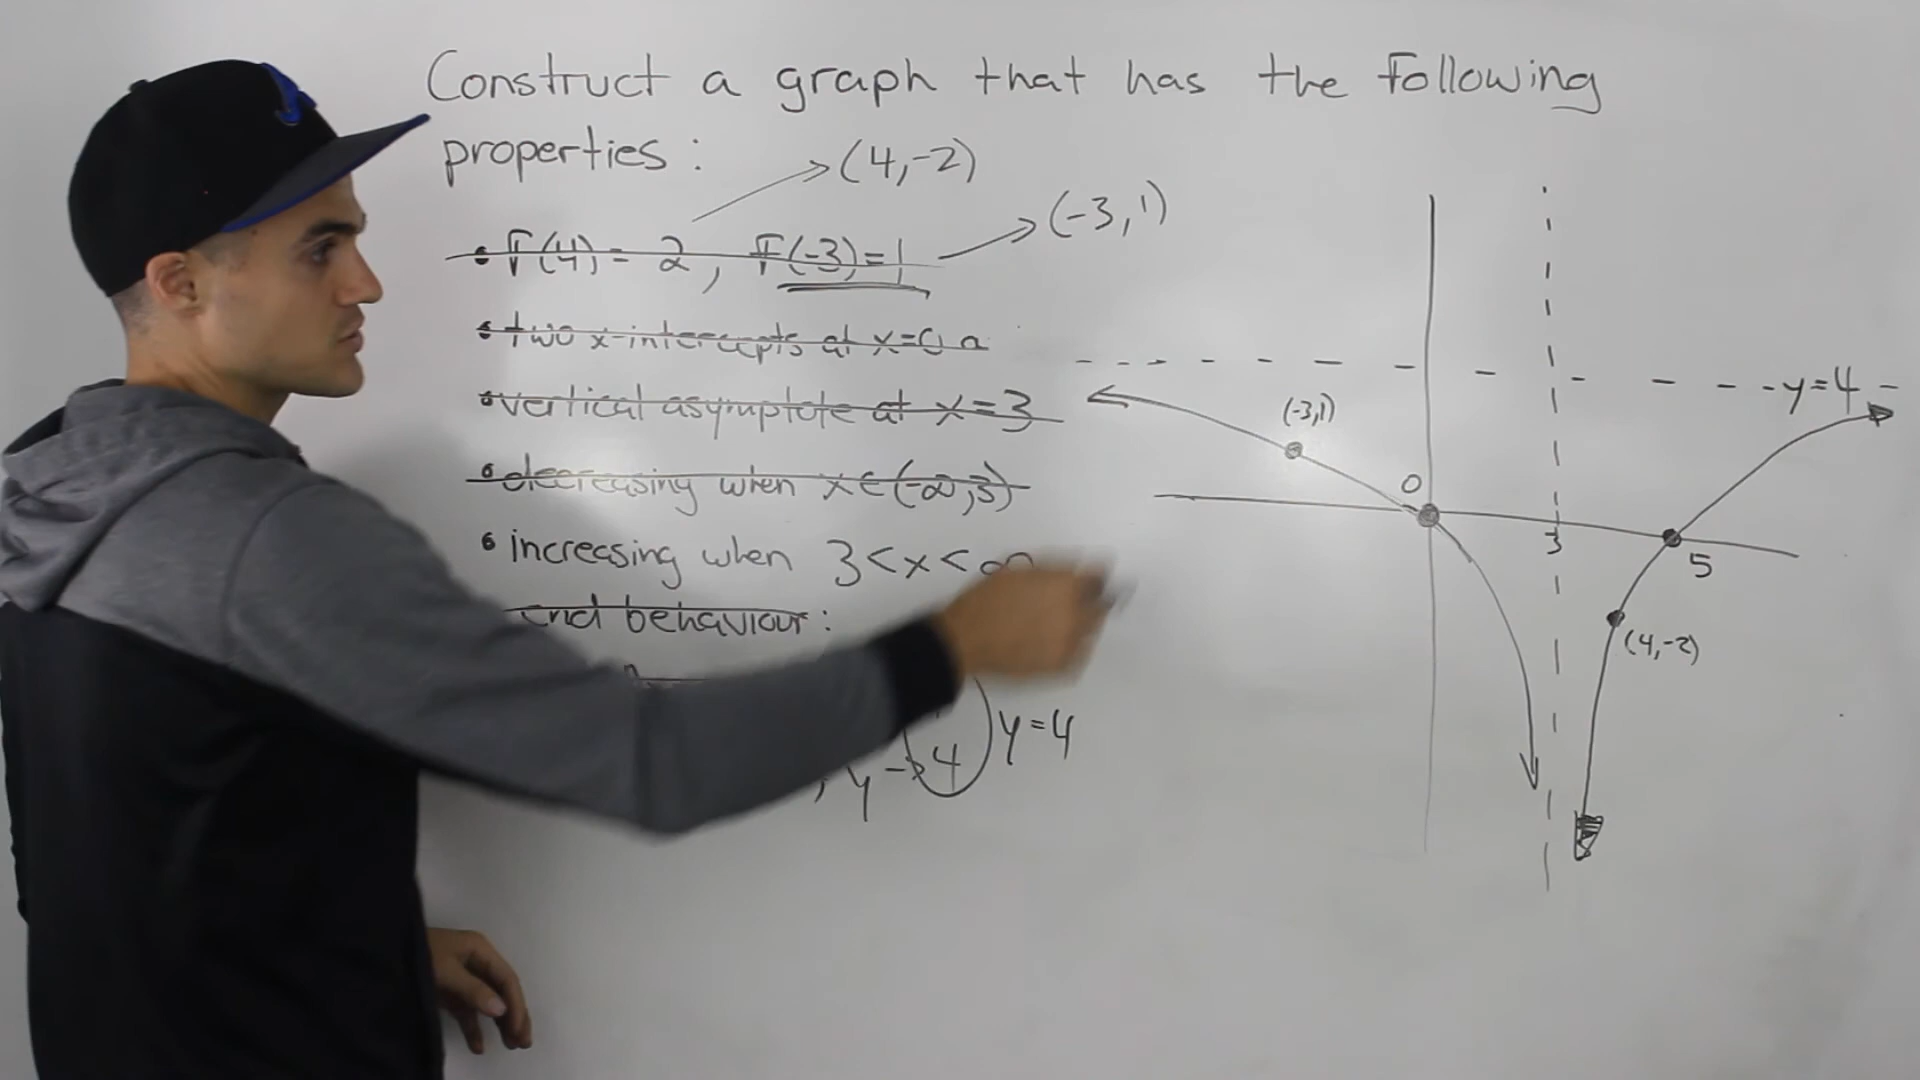 Construct a graph that has the following
properties:
(4,-2)
(-3,1)
• f(4)= 2, f(-3)=1
• two x-intercepts at x=0 a
• vertical asymptote at x=3
• decreasing when x∈(-∞,3)
• increasing when 3<x<∞
end behaviour:
, y→4
y=4
y=4
(-3,1)
0
3
5
(4,-2)